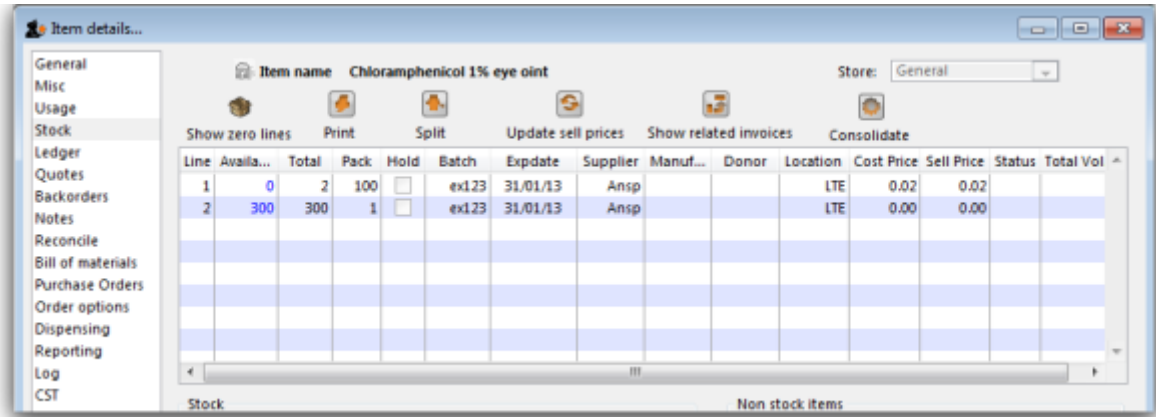 Item details...
General
Misc
Usage
Stock
Ledger
Quotes
Backorders
Notes
Reconcile
Bill of materials
Purchase Orders
Order options
Dispensing
Reporting
Log
CST
Item name Chloramphenicol 1% eye oint Store: General
Show zero lines Print Split Update sell prices Show related invoices Consolidate
Line Availa... Total Pack Hold Batch Expdate Supplier Manuf... Donor Location Cost Price Sell Price Status Total Vol
1 0 2 100 ex123 31/01/13 Ansp LTE 0.02 0.02
2 300 300 1 ex123 31/01/13 Ansp LTE 0.00 0.00
Stock Non stock items